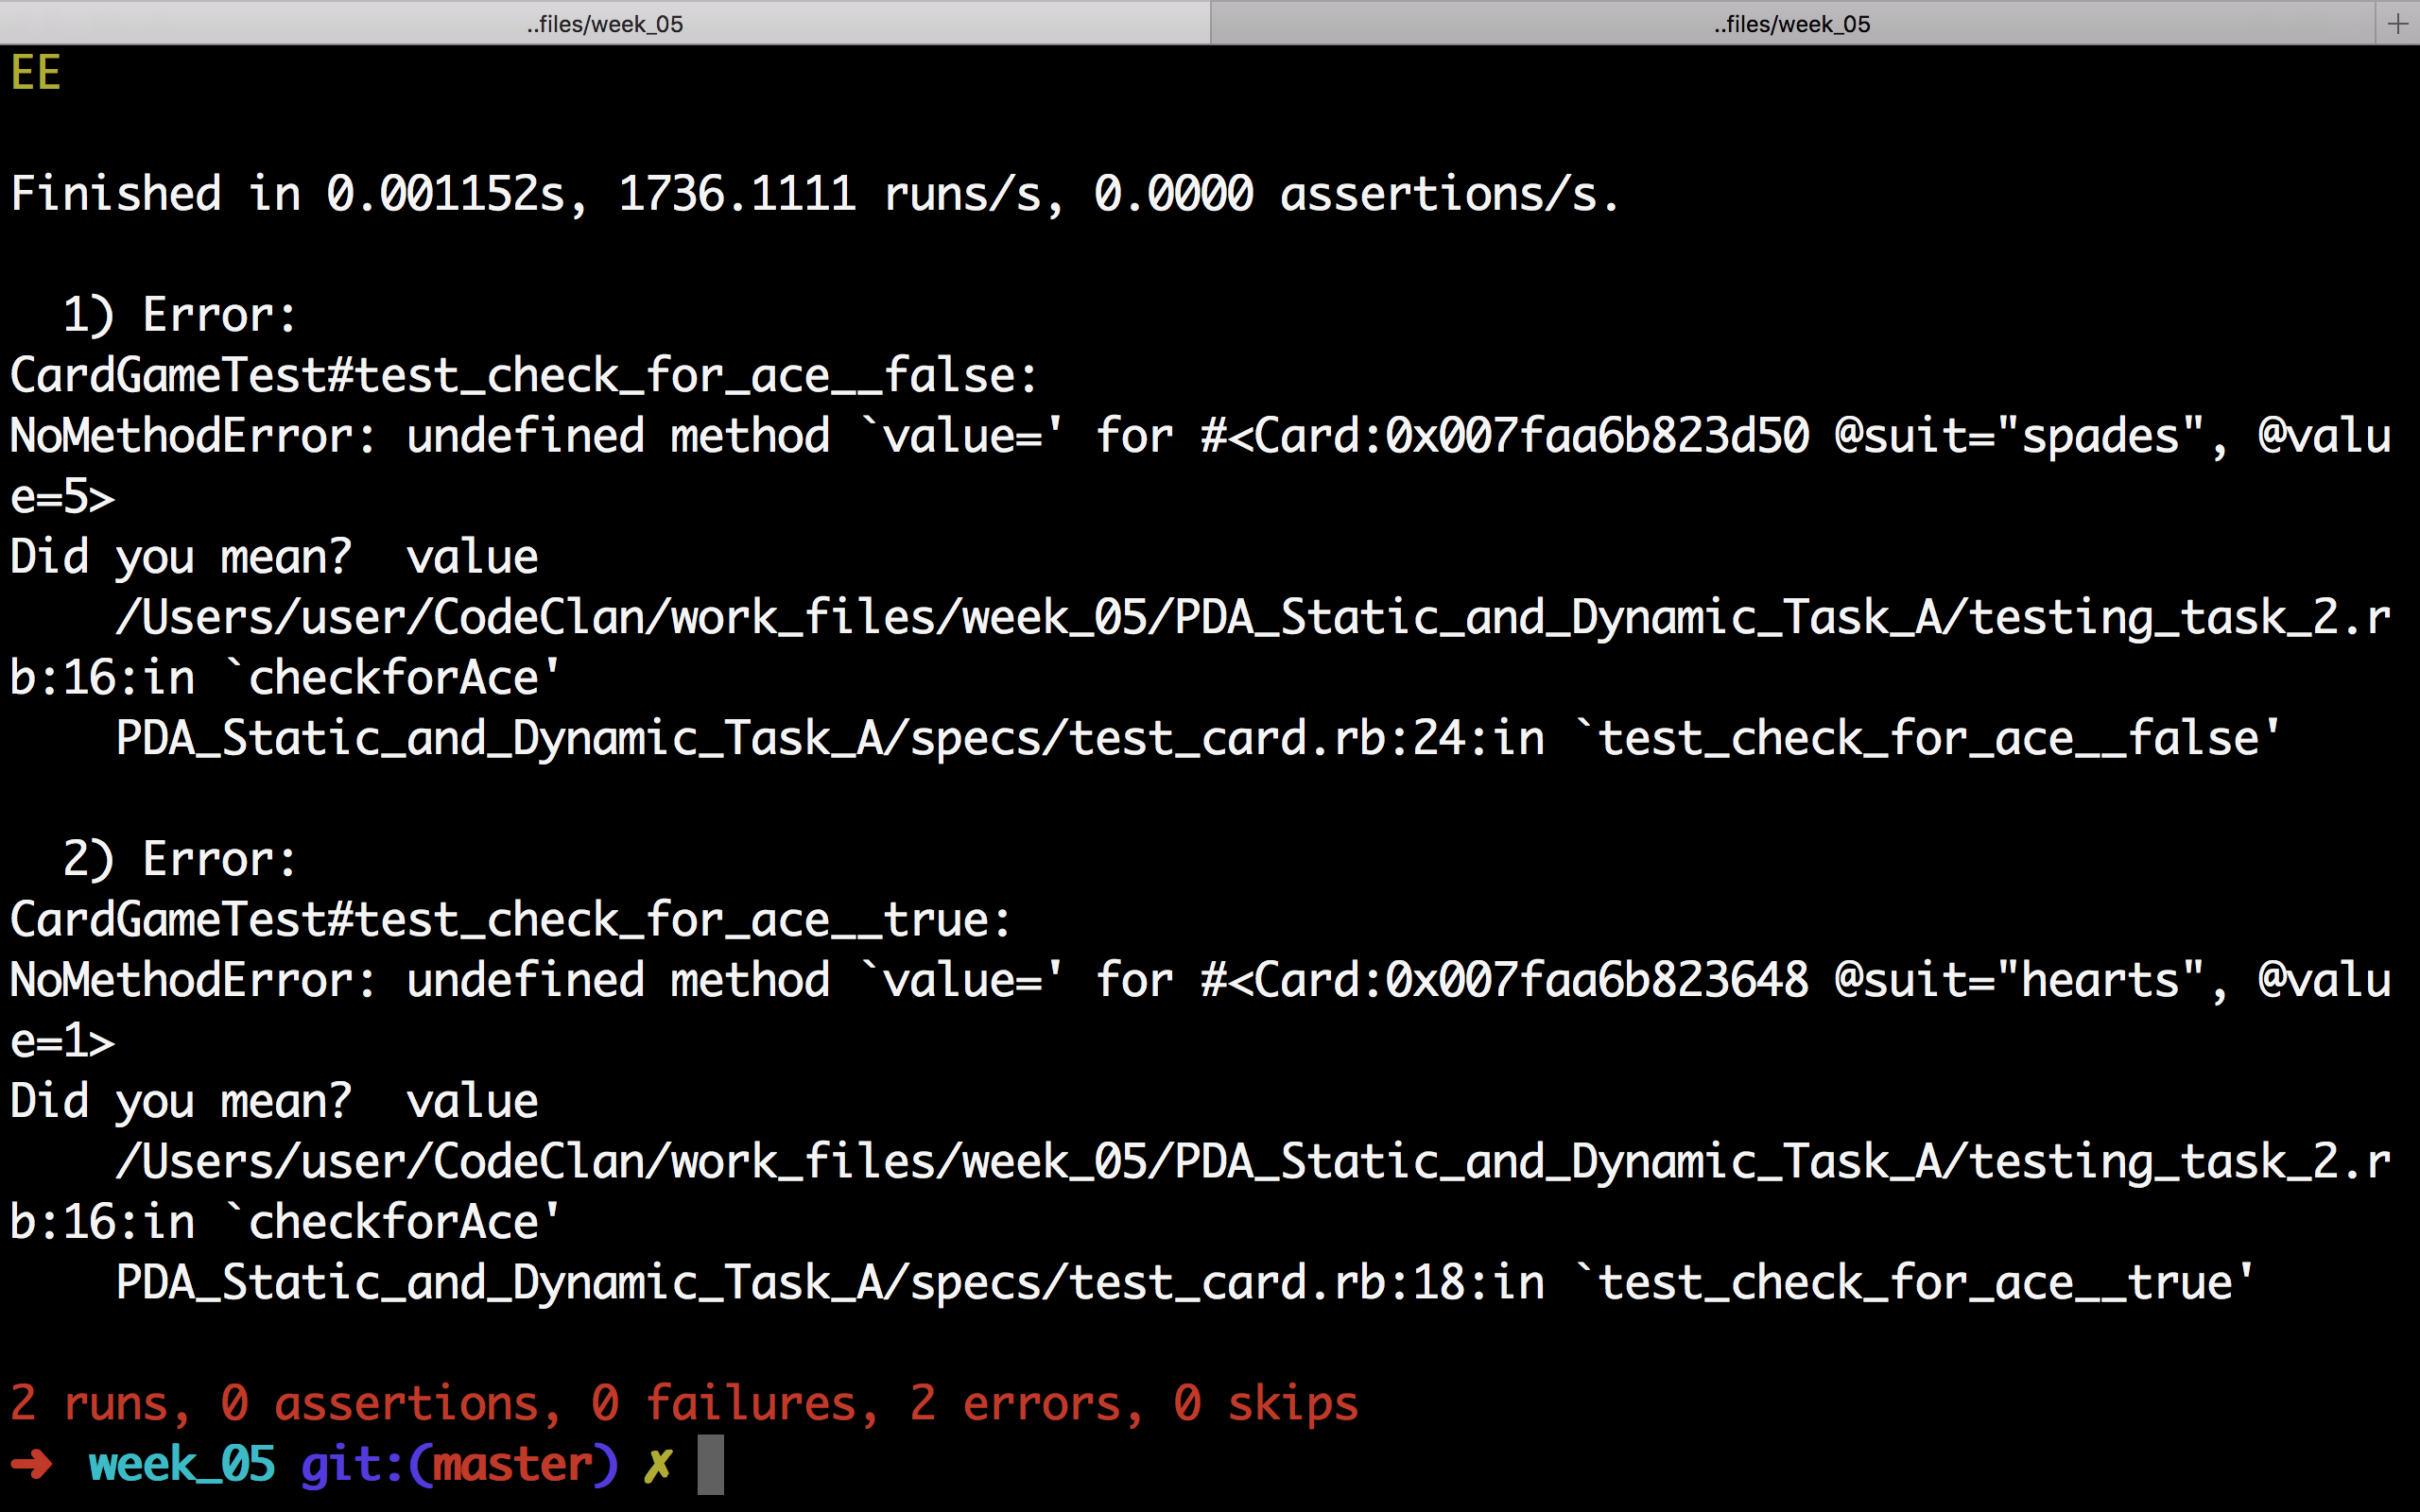 ..files/week_05
..files/week_05
+
EE
Finished in 0.001152s, 1736.1111 runs/s, 0.0000 assertions/s.
  1) Error:
CardGameTest#test_check_for_ace__false:
NoMethodError: undefined method `value=' for #<Card:0x007faa6b823d50 @suit="spades", @valu
e=5>
Did you mean?  value
    /Users/user/CodeClan/work_files/week_05/PDA_Static_and_Dynamic_Task_A/testing_task_2.r
b:16:in `checkforAce'
    PDA_Static_and_Dynamic_Task_A/specs/test_card.rb:24:in `test_check_for_ace__false'
  2) Error:
CardGameTest#test_check_for_ace__true:
NoMethodError: undefined method `value=' for #<Card:0x007faa6b823648 @suit="hearts", @valu
e=1>
Did you mean?  value
    /Users/user/CodeClan/work_files/week_05/PDA_Static_and_Dynamic_Task_A/testing_task_2.r
b:16:in `checkforAce'
    PDA_Static_and_Dynamic_Task_A/specs/test_card.rb:18:in `test_check_for_ace__true'
2 runs, 0 assertions, 0 failures, 2 errors, 0 skips
➜  week_05 git:(master) ✗